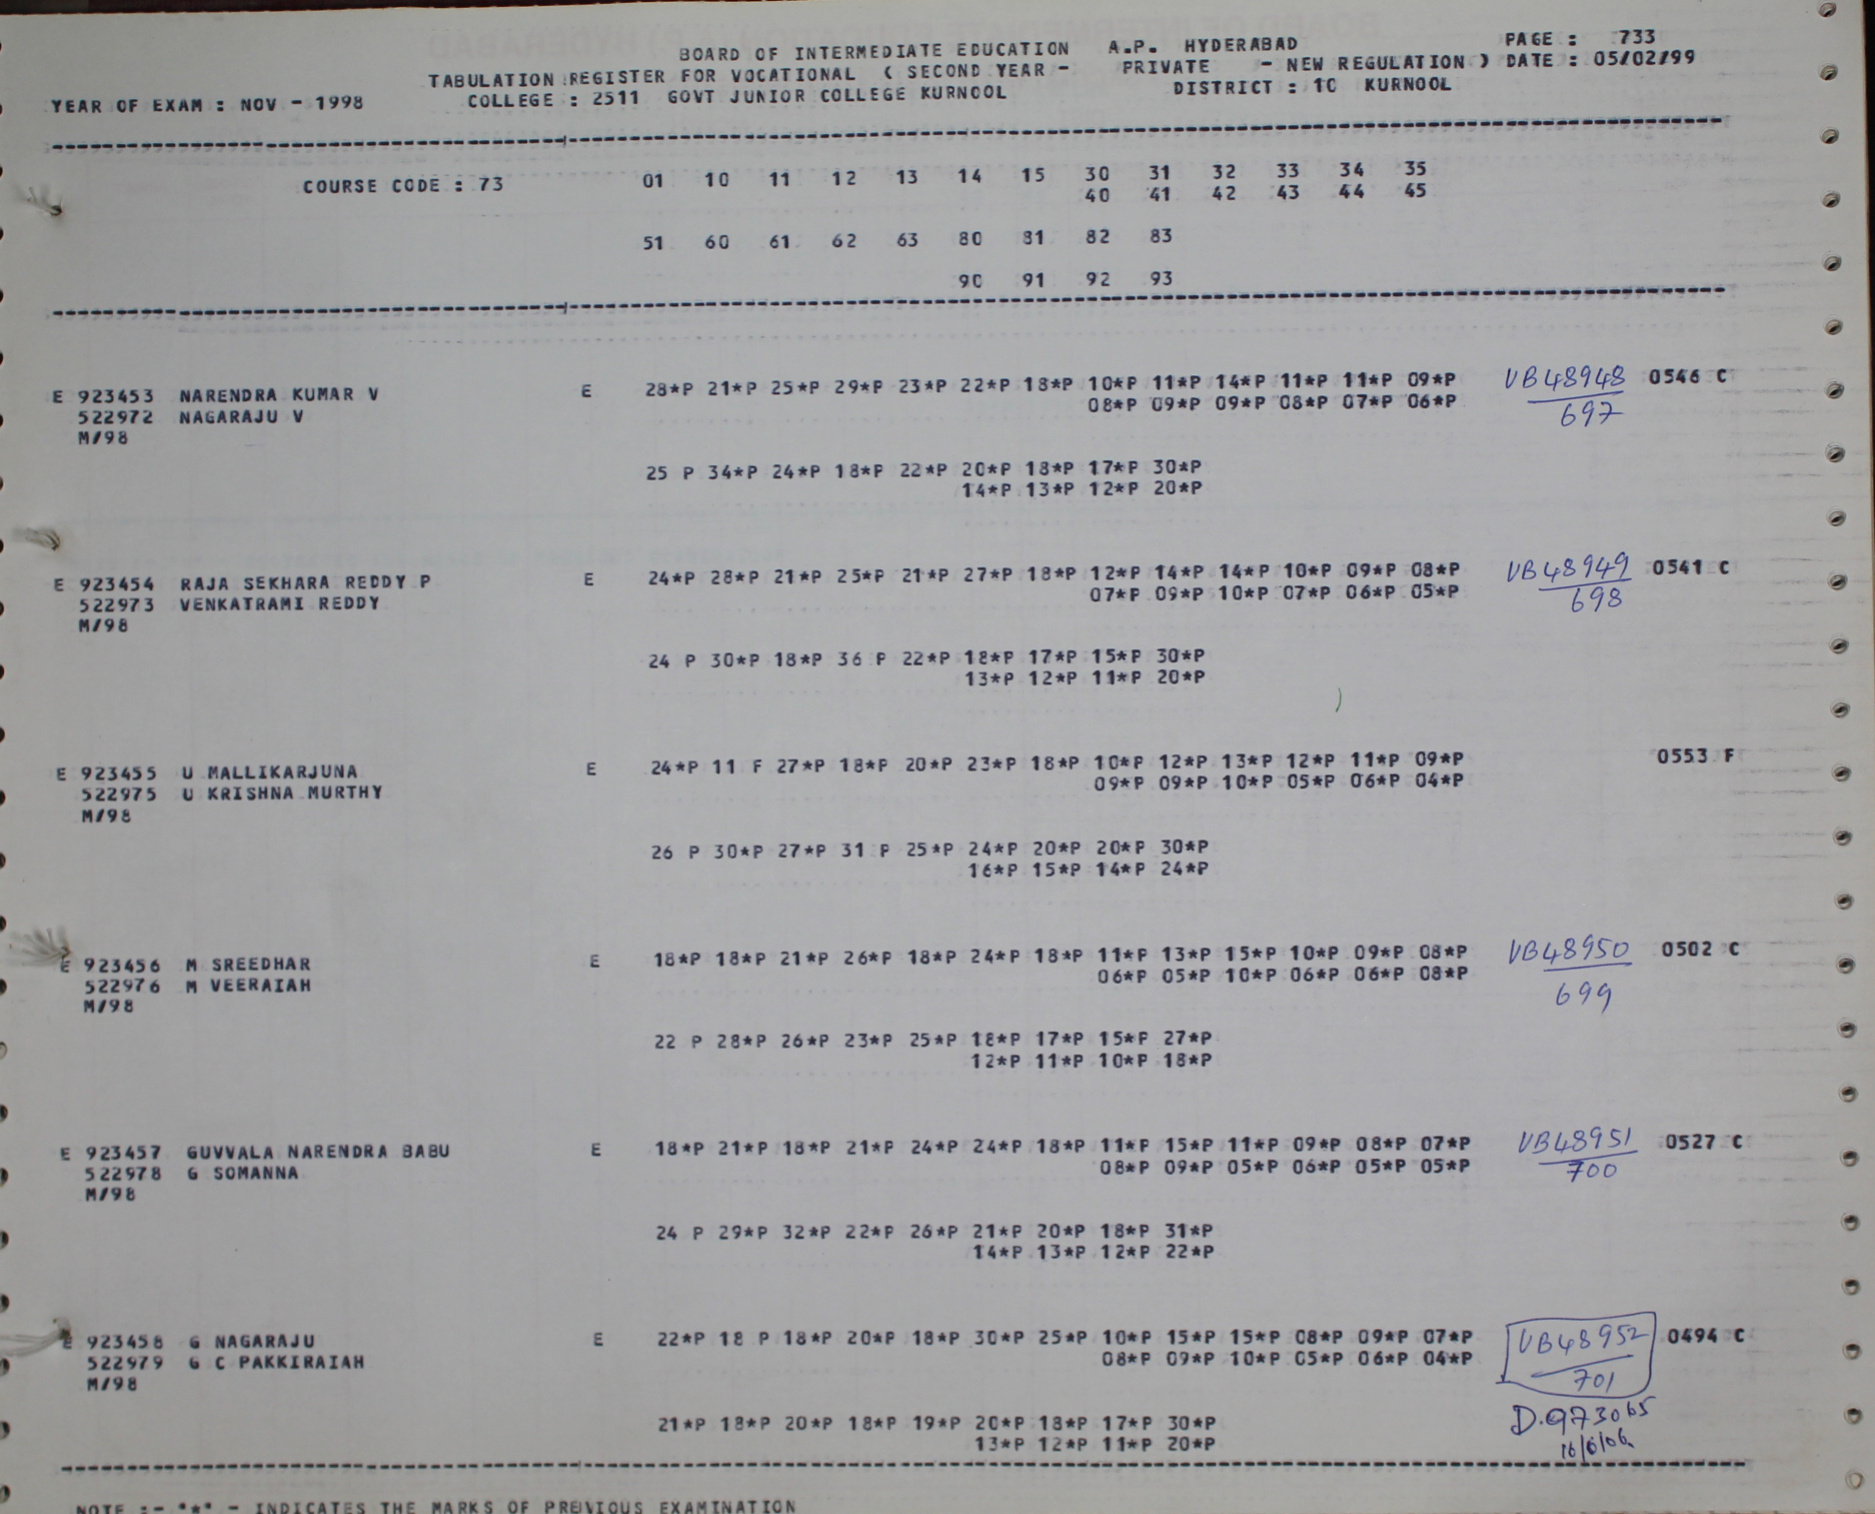 BOARD OF INTERMEDIATE EDUCATION A.P. HYDERABAD PAGE : 733
TABULATION REGISTER FOR VOCATIONAL ( SECOND YEAR - PRIVATE - NEW REGULATION ) DATE : 05/02/99
YEAR OF EXAM : NOV - 1998 COLLEGE : 2511 GOVT JUNIOR COLLEGE KURNOOL DISTRICT : 10 KURNOOL
COURSE CODE : 73 01 10 11 12 13 14 15 30 31 32 33 34 35
40 41 42 43 44 45
51 60 61 62 63 80 81 82 83
90 91 92 93
E 923453 NARENDRA KUMAR V E 28*P 21*P 25*P 29*P 23*P 22*P 18*P 10*P 11*P 14*P 11*P 11*P 09*P VB48948 0546 C
522972 NAGARAJU V 08*P 09*P 09*P 08*P 07*P 06*P 697
M/98
25 P 34*P 24*P 18*P 22*P 20*P 18*P 17*P 30*P
14*P 13*P 12*P 20*P
E 923454 RAJA SEKHARA REDDY P E 24*P 28*P 21*P 25*P 21*P 27*P 18*P 12*P 14*P 14*P 10*P 09*P 08*P VB48949 0541 C
522973 VENKATRAMI REDDY 07*P 09*P 10*P 07*P 06*P 05*P 698
M/98
24 P 30*P 18*P 36 P 22*P 18*P 17*P 15*P 30*P
13*P 12*P 11*P 20*P
E 923455 U MALLIKARJUNA E 24*P 11 F 27*P 18*P 20*P 23*P 18*P 10*P 12*P 13*P 12*P 11*P 09*P 0553 F
522975 U KRISHNA MURTHY 09*P 09*P 10*P 05*P 06*P 04*P
M/98
26 P 30*P 27*P 31 P 25*P 24*P 20*P 20*P 30*P
16*P 15*P 14*P 24*P
E 923456 M SREEDHAR E 18*P 18*P 21*P 26*P 18*P 24*P 18*P 11*P 13*P 15*P 10*P 09*P 08*P VB48950 0502 C
522976 M VEERAIAH 06*P 05*P 10*P 06*P 06*P 08*P 699
M/98
22 P 28*P 26*P 23*P 25*P 18*P 17*P 15*P 27*P
12*P 11*P 10*P 18*P
E 923457 GUVVALA NARENDRA BABU E 18*P 21*P 18*P 21*P 24*P 24*P 18*P 11*P 15*P 11*P 09*P 08*P 07*P VB48951 0527 C
522978 G SOMANNA 08*P 09*P 05*P 06*P 05*P 05*P 700
M/98
24 P 29*P 32*P 22*P 26*P 21*P 20*P 18*P 31*P
14*P 13*P 12*P 22*P
E 923458 G NAGARAJU E 22*P 18 P 18*P 20*P 18*P 30*P 25*P 10*P 15*P 15*P 08*P 09*P 07*P VB48952 0494 C
522979 G C PAKKIRAIAH 08*P 09*P 10*P 05*P 06*P 04*P 701
M/98
21*P 18*P 20*P 18*P 19*P 20*P 18*P 17*P 30*P D.973065
13*P 12*P 11*P 20*P 16/6/06
NOTE :- "*" - INDICATES THE MARKS OF PREVIOUS EXAMINATION